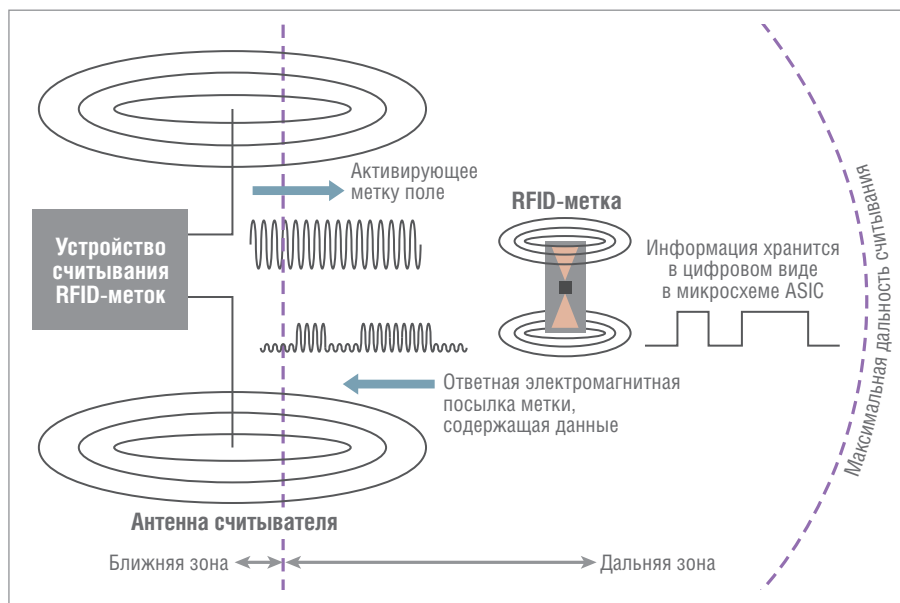 Активирующее
метку поле
RFID-метка
Устройство
считывания
RFID-меток
Информация хранится
в цифровом виде
в микросхеме ASIC
Максимальная дальность считывания
Ответная электромагнитная
посылка метки,
содержащая данные
Антенна считывателя
Ближняя зона
Дальняя зона